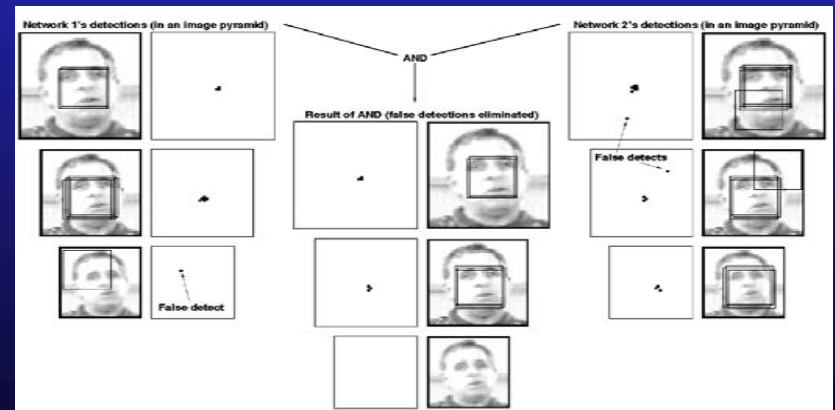 Network 1's detections (in an image pyramid)
Network 2's detections (in an image pyramid)
AND
Result of AND (false detections eliminated)
False detects
False detect